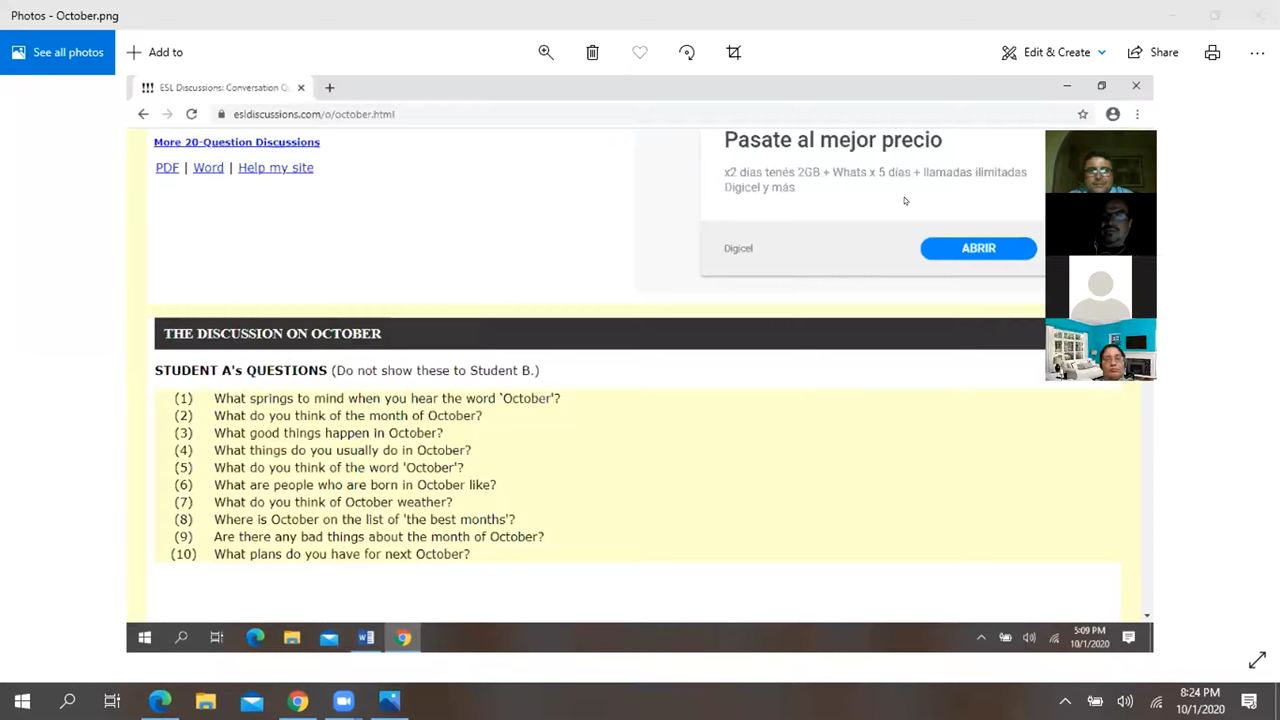 Photos - October.png
See all photos
Add to
Edit & Create
Share
ESL Discussions: Conversation Q
esldiscussions.com/o/october.html
More 20-Question Discussions
PDF | Word | Help my site
Pasate al mejor precio
x2 días tenés 2GB + Whats x 5 días + llamadas ilimitadas
Digicel y más
Digicel
ABRIR
THE DISCUSSION ON OCTOBER
STUDENT A's QUESTIONS (Do not show these to Student B.)
(1) What springs to mind when you hear the word 'October'?
(2) What do you think of the month of October?
(3) What good things happen in October?
(4) What things do you usually do in October?
(5) What do you think of the word 'October'?
(6) What are people who are born in October like?
(7) What do you think of October weather?
(8) Where is October on the list of 'the best months'?
(9) Are there any bad things about the month of October?
(10) What plans do you have for next October?
5:09 PM
10/1/2020
8:24 PM
10/1/2020